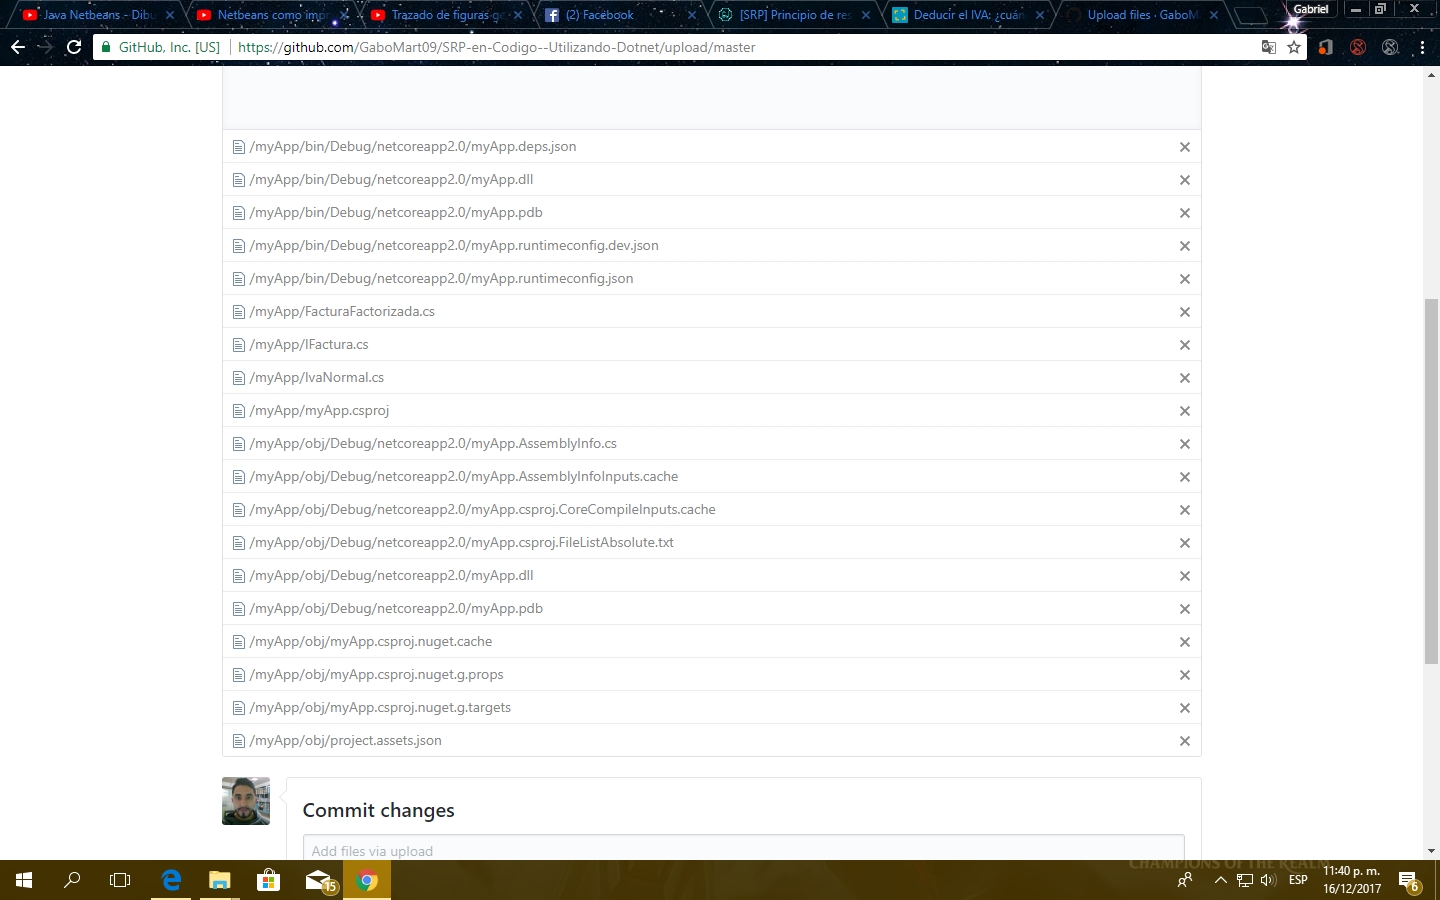 Java Netbeans - Dibu
Netbeans como imp
Trazado de figuras ge
(2) Facebook
[SRP] Principio de res
Deducir el IVA: ¿cuán
Upload files · GaboM
Gabriel
GitHub, Inc. [US]
https://github.com/GaboMart09/SRP-en-Codigo--Utilizando-Dotnet/upload/master
/myApp/bin/Debug/netcoreapp2.0/myApp.deps.json
/myApp/bin/Debug/netcoreapp2.0/myApp.dll
/myApp/bin/Debug/netcoreapp2.0/myApp.pdb
/myApp/bin/Debug/netcoreapp2.0/myApp.runtimeconfig.dev.json
/myApp/bin/Debug/netcoreapp2.0/myApp.runtimeconfig.json
/myApp/FacturaFactorizada.cs
/myApp/IFactura.cs
/myApp/IvaNormal.cs
/myApp/myApp.csproj
/myApp/obj/Debug/netcoreapp2.0/myApp.AssemblyInfo.cs
/myApp/obj/Debug/netcoreapp2.0/myApp.AssemblyInfoInputs.cache
/myApp/obj/Debug/netcoreapp2.0/myApp.csproj.CoreCompileInputs.cache
/myApp/obj/Debug/netcoreapp2.0/myApp.csproj.FileListAbsolute.txt
/myApp/obj/Debug/netcoreapp2.0/myApp.dll
/myApp/obj/Debug/netcoreapp2.0/myApp.pdb
/myApp/obj/myApp.csproj.nuget.cache
/myApp/obj/myApp.csproj.nuget.g.props
/myApp/obj/myApp.csproj.nuget.g.targets
/myApp/obj/project.assets.json
Commit changes
Add files via upload
CHAMPIONS OF THE REALM
15
ESP
11:40 p. m.
16/12/2017
6